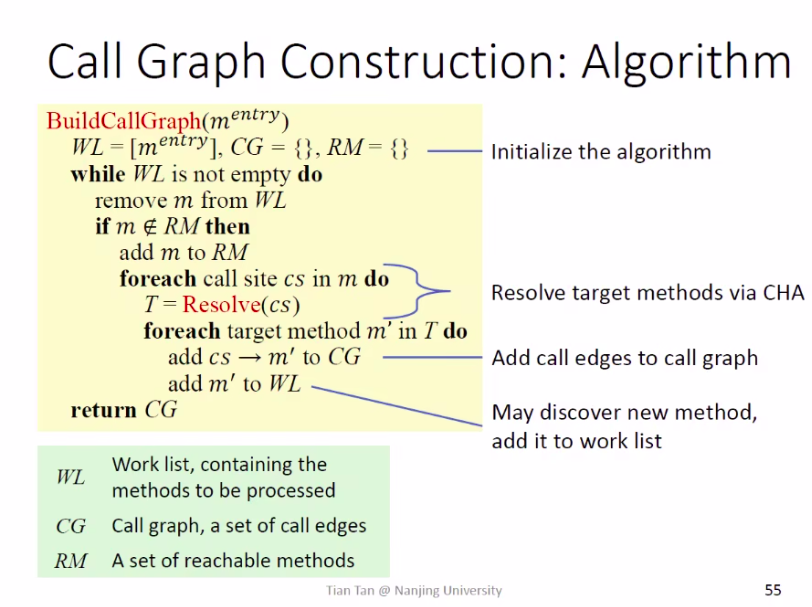 Call Graph Construction: Algorithm
BuildCallGraph(m^entry)
WL = [m^entry], CG = {}, RM = {}
while WL is not empty do
remove m from WL
if m ∉ RM then
add m to RM
foreach call site cs in m do
T = Resolve(cs)
foreach target method m′ in T do
add cs → m′ to CG
add m′ to WL
return CG
Initialize the algorithm
Resolve target methods via CHA
Add call edges to call graph
May discover new method,
add it to work list
WL Work list, containing the
methods to be processed
CG Call graph, a set of call edges
RM A set of reachable methods
Tian Tan @ Nanjing University
55